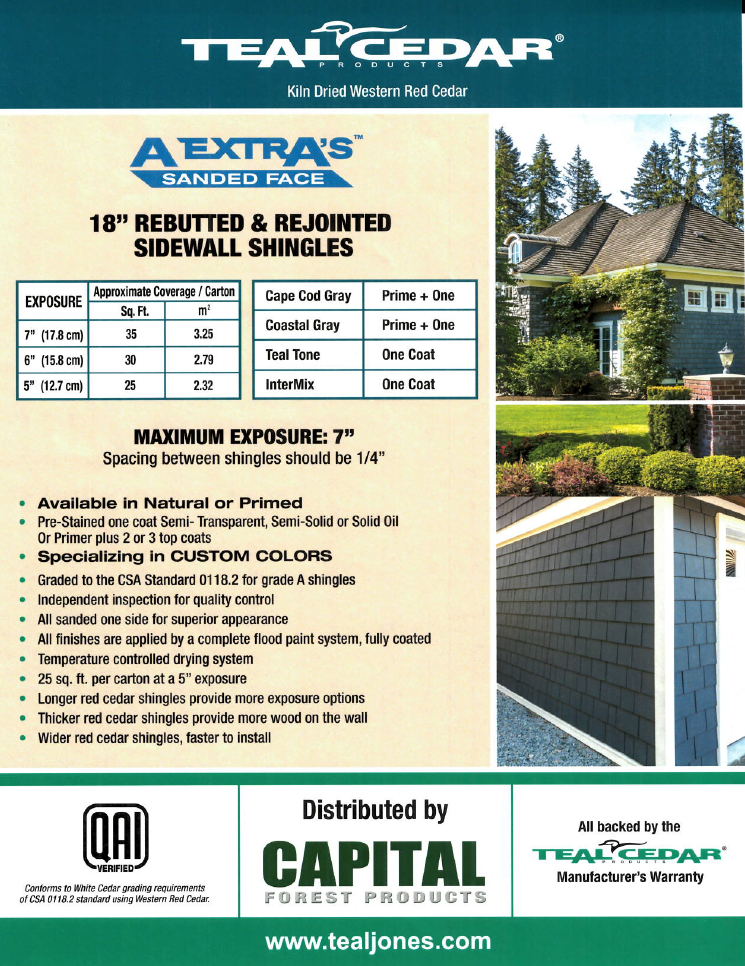 TEAL CEDAR®
PRODUCTS
Kiln Dried Western Red Cedar
A EXTRA'S™
SANDED FACE
18” REBUTTED & REJOINTED
SIDEWALL SHINGLES
EXPOSURE Approximate Coverage / Carton
Sq. Ft. m²
7” (17.8 cm) 35 3.25
6” (15.8 cm) 30 2.79
5” (12.7 cm) 25 2.32
Cape Cod Gray Prime + One
Coastal Gray Prime + One
Teal Tone One Coat
InterMix One Coat
MAXIMUM EXPOSURE: 7”
Spacing between shingles should be 1/4”
• Available in Natural or Primed
• Pre-Stained one coat Semi- Transparent, Semi-Solid or Solid Oil
Or Primer plus 2 or 3 top coats
• Specializing in CUSTOM COLORS
• Graded to the CSA Standard 0118.2 for grade A shingles
• Independent inspection for quality control
• All sanded one side for superior appearance
• All finishes are applied by a complete flood paint system, fully coated
• Temperature controlled drying system
• 25 sq. ft. per carton at a 5” exposure
• Longer red cedar shingles provide more exposure options
• Thicker red cedar shingles provide more wood on the wall
• Wider red cedar shingles, faster to install
QAI
VERIFIED
Conforms to White Cedar grading requirements
of CSA 0118.2 standard using Western Red Cedar.
Distributed by
CAPITAL
FOREST PRODUCTS
All backed by the
TEAL CEDAR®
PRODUCTS
Manufacturer's Warranty
www.tealjones.com